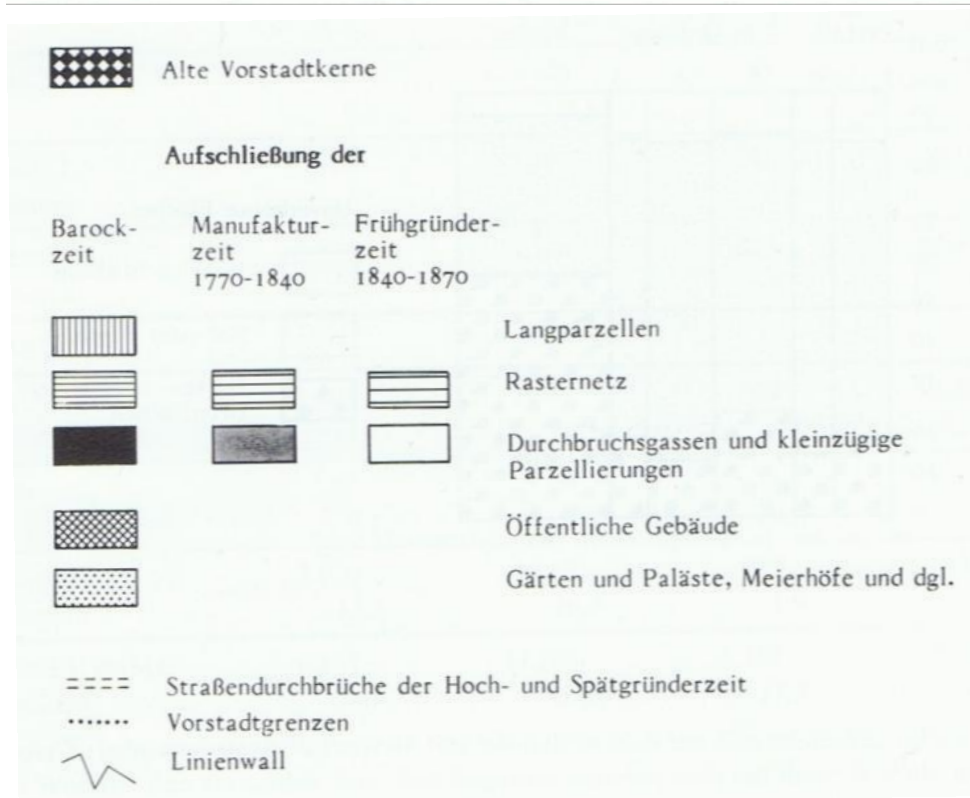 Alte Vorstadtkerne
Aufschließung der
Barock-
zeit
Manufaktur-
zeit
1770-1840
Frühgründer-
zeit
1840-1870
Langparzellen
Rasternetz
Durchbruchsgassen und kleinzügige
Parzellierungen
Öffentliche Gebäude
Gärten und Paläste, Meierhöfe und dgl.
Straßendurchbrüche der Hoch- und Spätgründerzeit
Vorstadtgrenzen
Linienwall